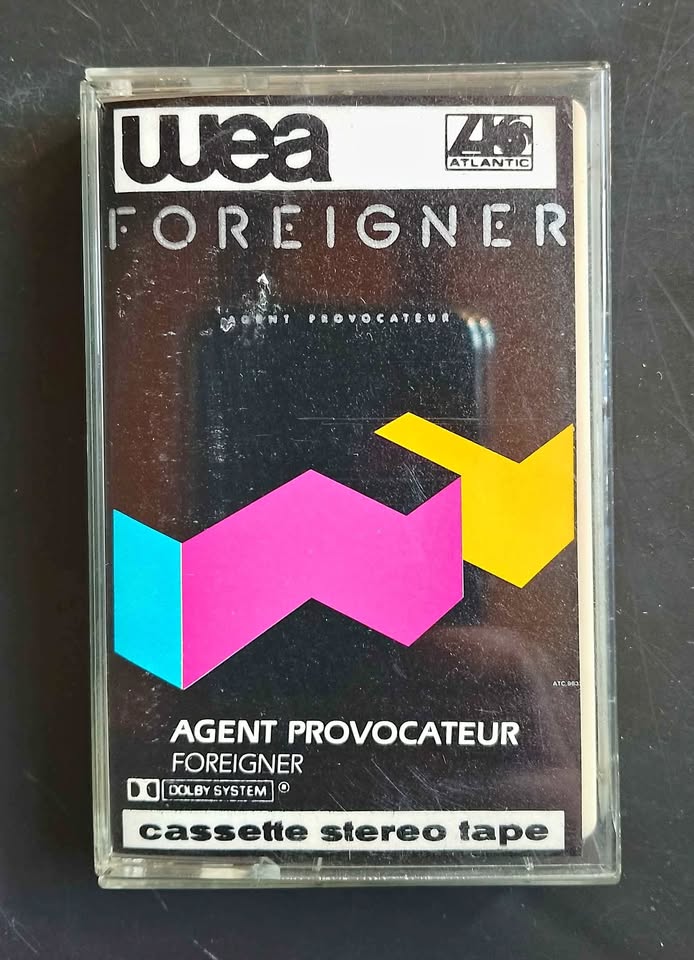 wea
ATLANTIC
FOREIGNER
AGENT PROVOCATEUR
AGENT PROVOCATEUR
FOREIGNER
DOLBY SYSTEM ®
cassette stereo tape